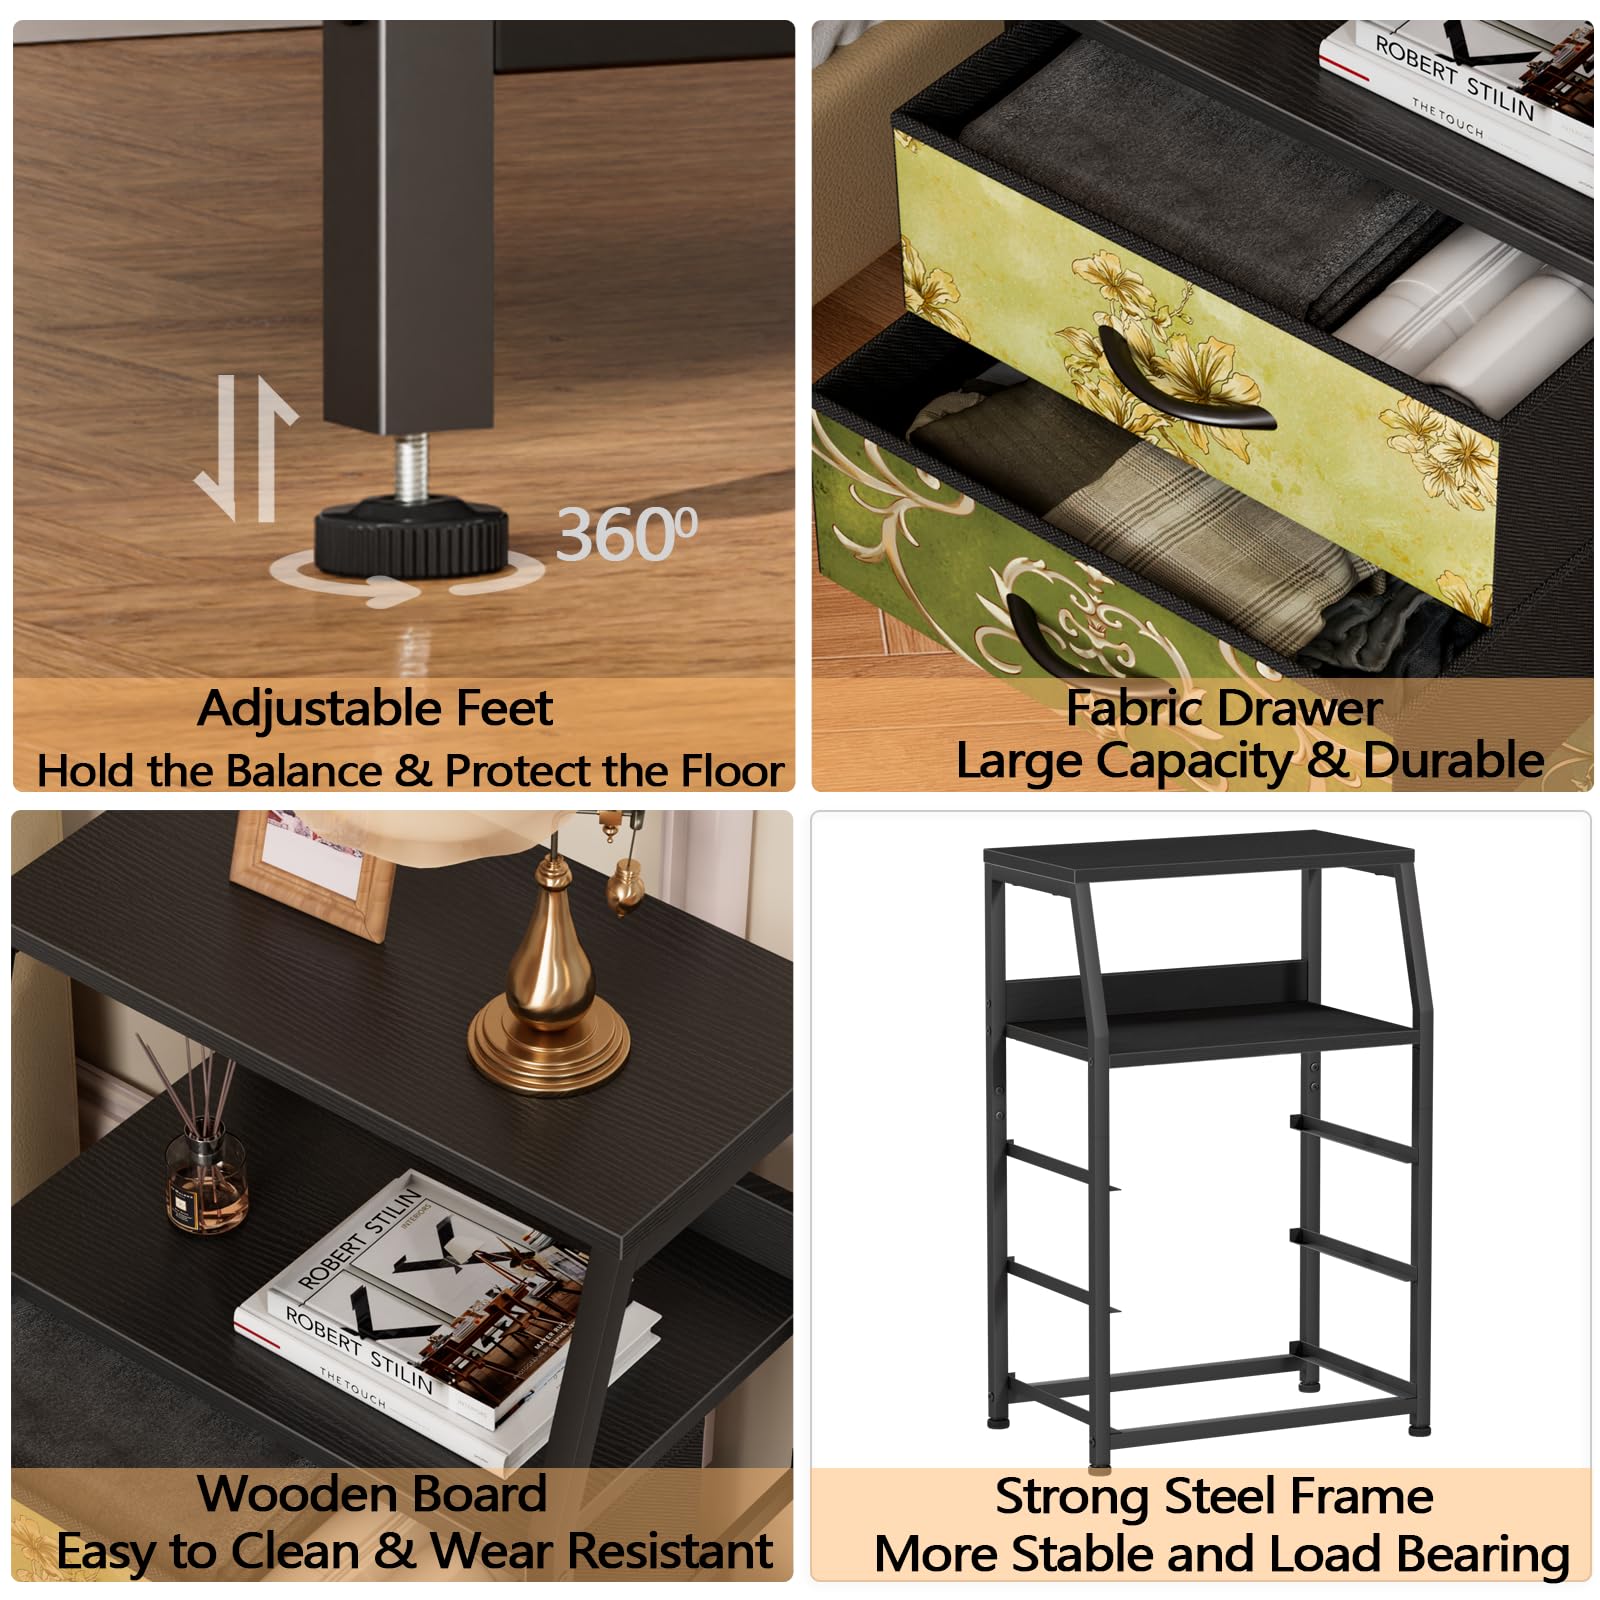 360⁰
Adjustable Feet
Hold the Balance & Protect the Floor
ROBERT STILIN
THE TOUCH
Fabric Drawer
Large Capacity & Durable
ROBERT STILIN
INTERIORS
ROBERT STILIN
INTERIORS
THE TOUCH
Wooden Board
Easy to Clean & Wear Resistant
Strong Steel Frame
More Stable and Load Bearing